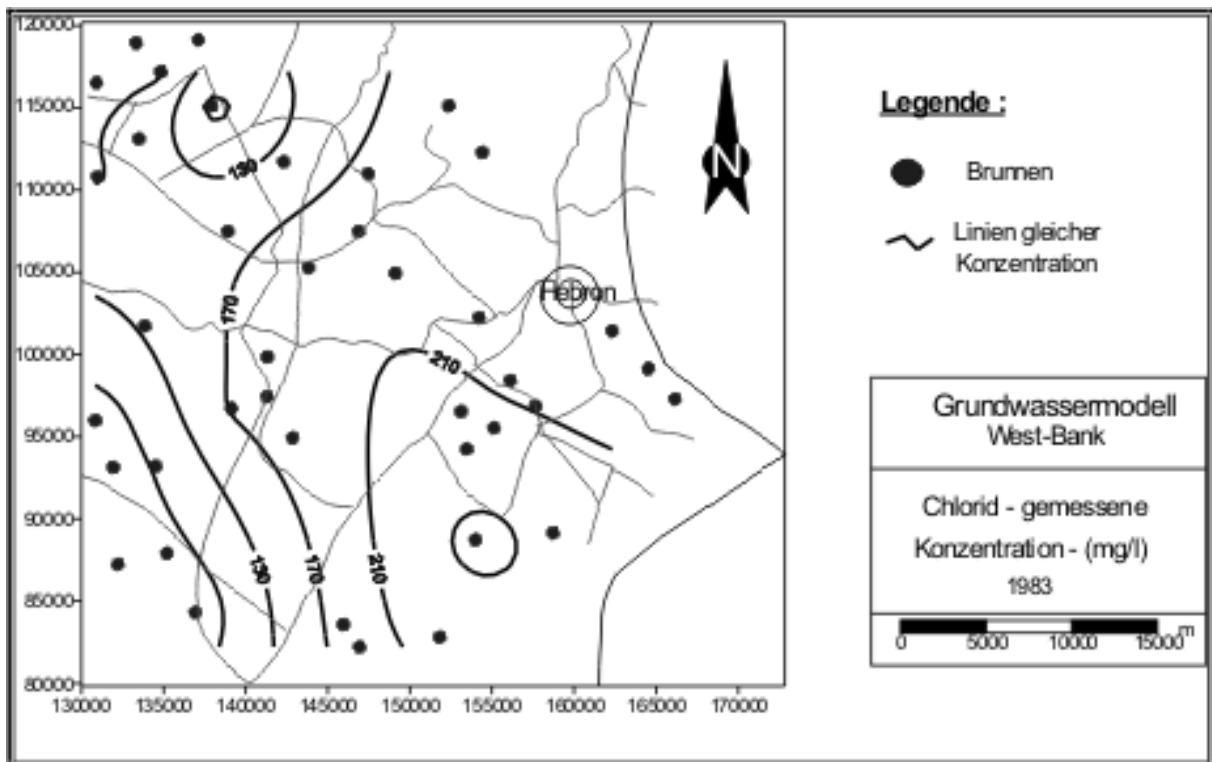 120000
115000
110000
105000
100000
95000
90000
85000
80000
130000 135000 140000 145000 150000 155000 160000 165000 170000
130
170
Hebron
210
130
170
210
N
Legende :
Brunnen
Linien gleicher
Konzentration
Grundwassermodell
West-Bank
Chlorid - gemessene
Konzentration - (mg/l)
1983
0 5000 10000 15000 m